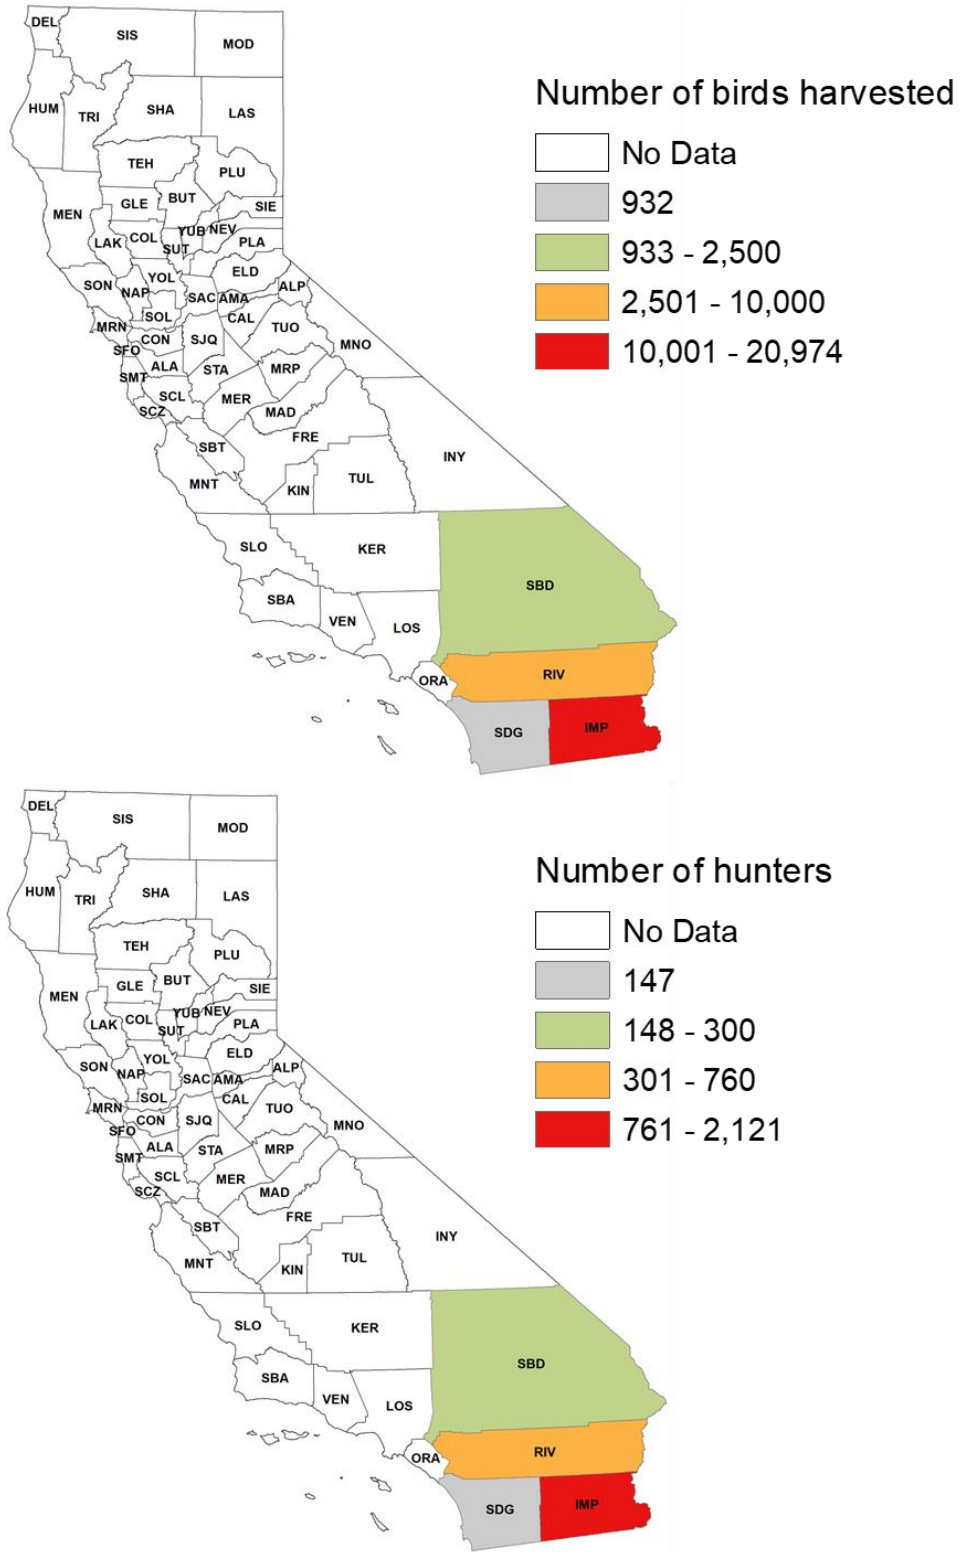 DEL
SIS
MOD
HUM
TRI
SHA
LAS
TEH
PLU
MEN
GLE
BUT
SIE
LAK
COL
YUB
NEV
SUT
PLA
SON
NAP
YOL
ELD
ALP
SAC
AMA
SOL
CAL
MRN
CON
SJQ
TUO
MNO
SFO
ALA
STA
MRP
SMT
SCL
MER
SCZ
MAD
SBT
FRE
INY
MNT
KIN
TUL
SLO
KER
SBD
SBA
VEN
LOS
ORA
RIV
SDG
IMP
Number of birds harvested
No Data
932
933 - 2,500
2,501 - 10,000
10,001 - 20,974
DEL
SIS
MOD
HUM
TRI
SHA
LAS
TEH
PLU
MEN
GLE
BUT
SIE
LAK
COL
YUB
NEV
SUT
PLA
SON
NAP
YOL
ELD
ALP
SAC
AMA
SOL
CAL
MRN
CON
SJQ
TUO
MNO
SFO
ALA
STA
MRP
SMT
SCL
MER
SCZ
MAD
SBT
FRE
INY
MNT
KIN
TUL
SLO
KER
SBD
SBA
VEN
LOS
ORA
RIV
SDG
IMP
Number of hunters
No Data
147
148 - 300
301 - 760
761 - 2,121